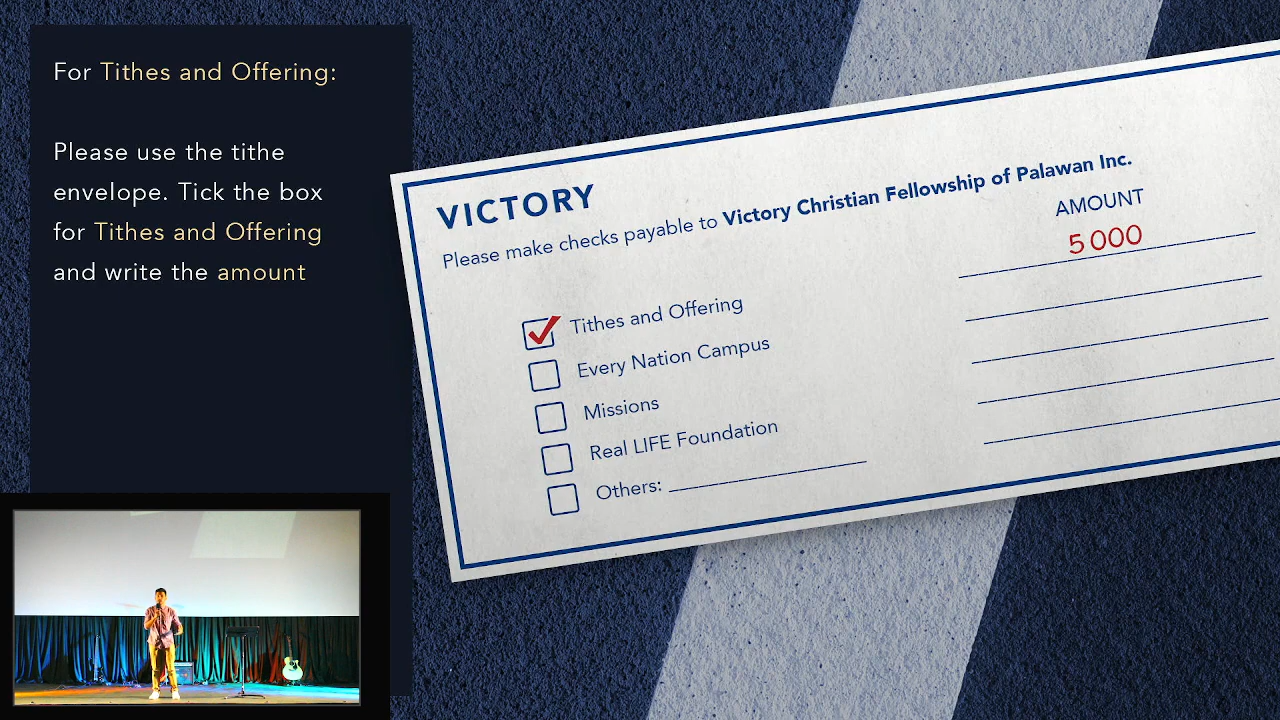 For Tithes and Offering:
Please use the tithe
envelope. Tick the box
for Tithes and Offering
and write the amount
VICTORY
Please make checks payable to Victory Christian Fellowship of Palawan Inc.
AMOUNT
5000
Tithes and Offering
Every Nation Campus
Missions
Real LIFE Foundation
Others: